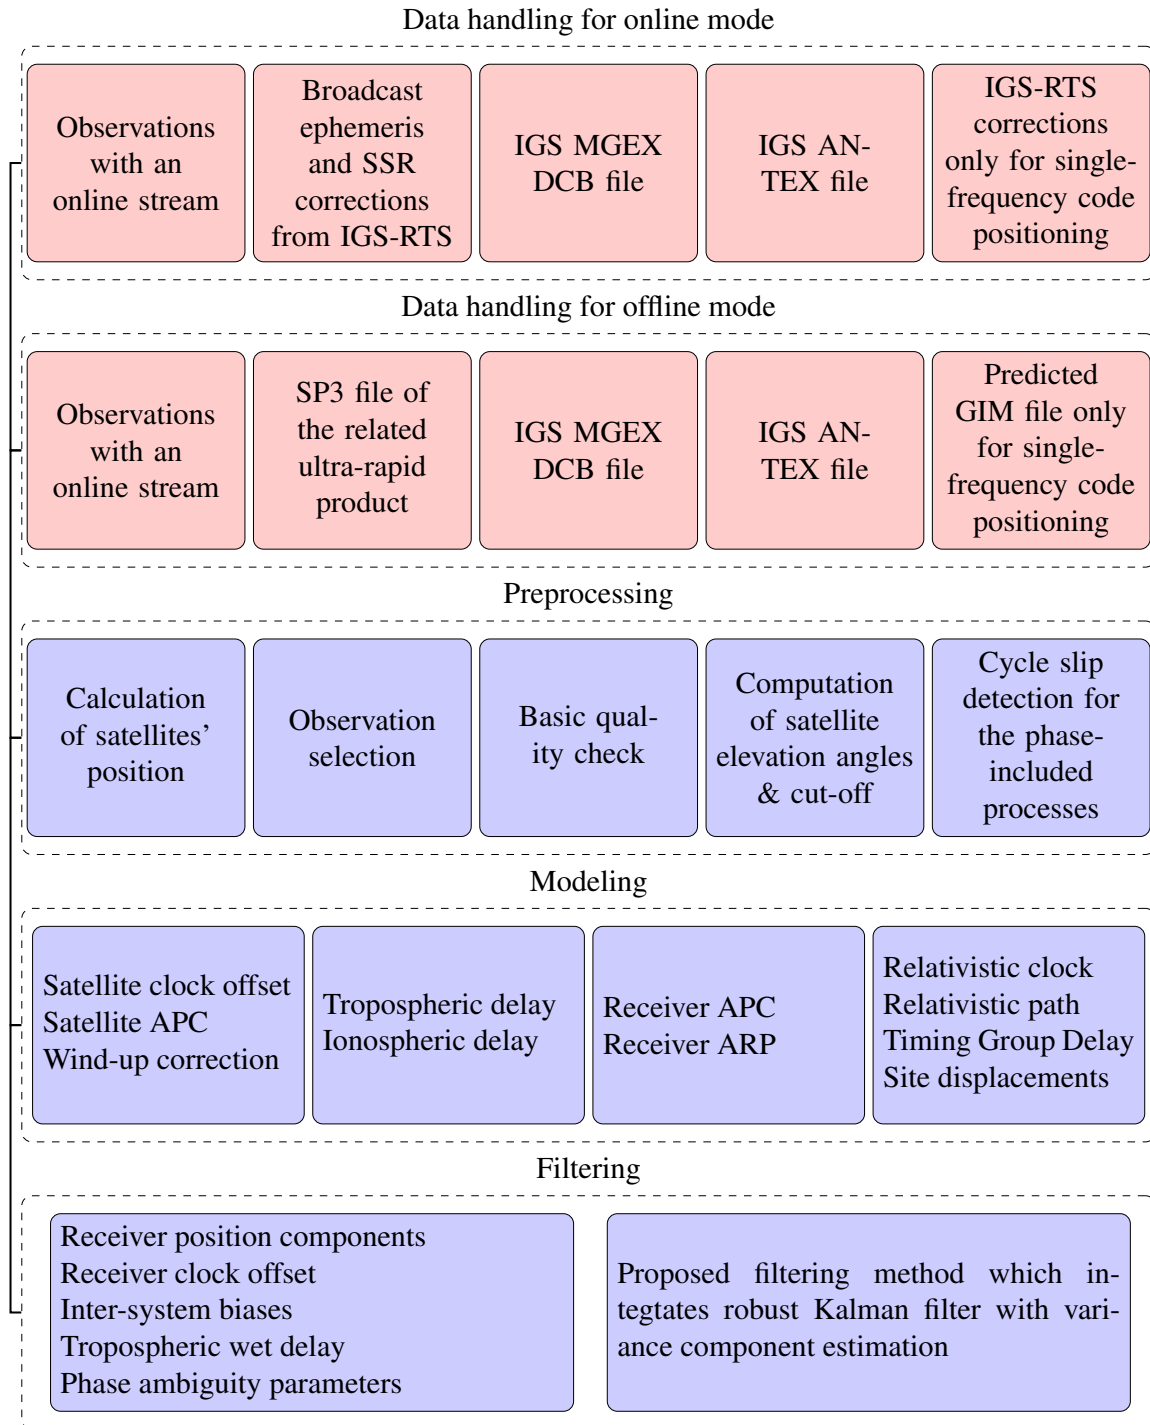 Data handling for online mode
Observations
with an
online stream
Broadcast
ephemeris
and SSR
corrections
from IGS-RTS
IGS MGEX
DCB file
IGS AN-
TEX file
IGS-RTS
corrections
only for single-
frequency code
positioning
Data handling for offline mode
Observations
with an
online stream
SP3 file of
the related
ultra-rapid
product
IGS MGEX
DCB file
IGS AN-
TEX file
Predicted
GIM file only
for single-
frequency code
positioning
Preprocessing
Calculation
of satellites’
position
Observation
selection
Basic qual-
ity check
Computation
of satellite
elevation angles
& cut-off
Cycle slip
detection for
the phase-
included
processes
Modeling
Satellite clock offset
Satellite APC
Wind-up correction
Tropospheric delay
Ionospheric delay
Receiver APC
Receiver ARP
Relativistic clock
Relativistic path
Timing Group Delay
Site displacements
Filtering
Receiver position components
Receiver clock offset
Inter-system biases
Tropospheric wet delay
Phase ambiguity parameters
Proposed filtering method which in-
tegtates robust Kalman filter with vari-
ance component estimation